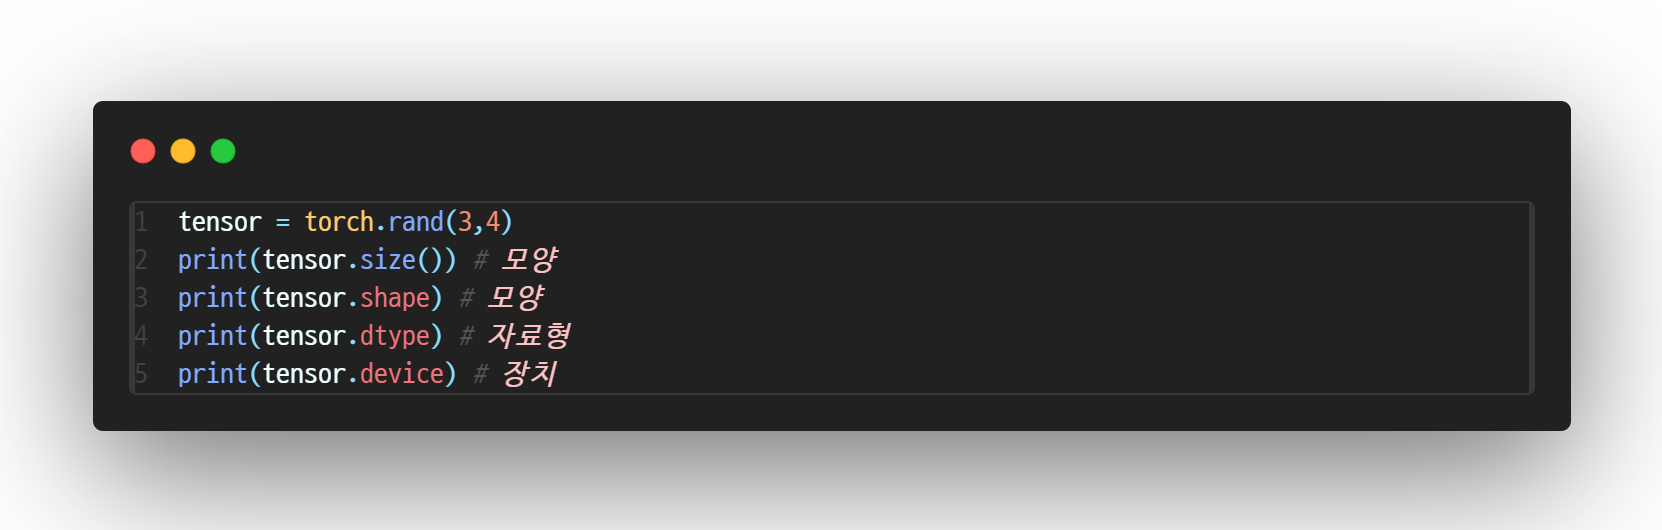 1 tensor = torch.rand(3,4)
2 print(tensor.size()) # 모양
3 print(tensor.shape) # 모양
4 print(tensor.dtype) # 자료형
5 print(tensor.device) # 장치